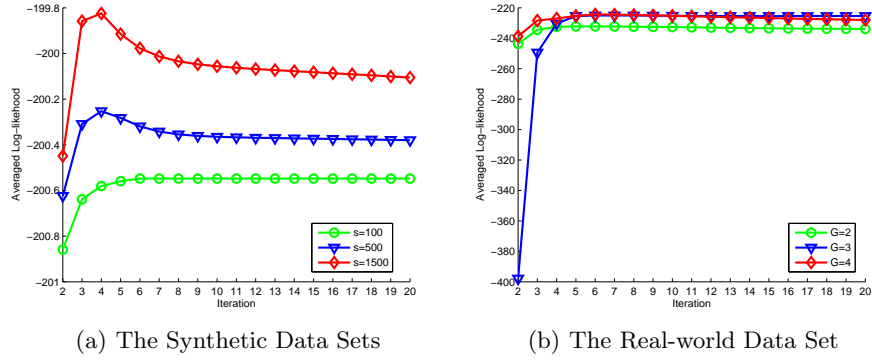 −199.8
−200
−200.2
−200.4
−200.6
−200.8
−201
Averaged Log−likehood
2 3 4 5 6 7 8 9 10 11 12 13 14 15 16 17 18 19 20
Iteration
s=100
s=500
s=1500
(a) The Synthetic Data Sets
−220
−240
−260
−280
−300
−320
−340
−360
−380
−400
Averaged Log−likehood
2 3 4 5 6 7 8 9 10 11 12 13 14 15 16 17 18 19 20
Iteration
G=2
G=3
G=4
(b) The Real-world Data Set